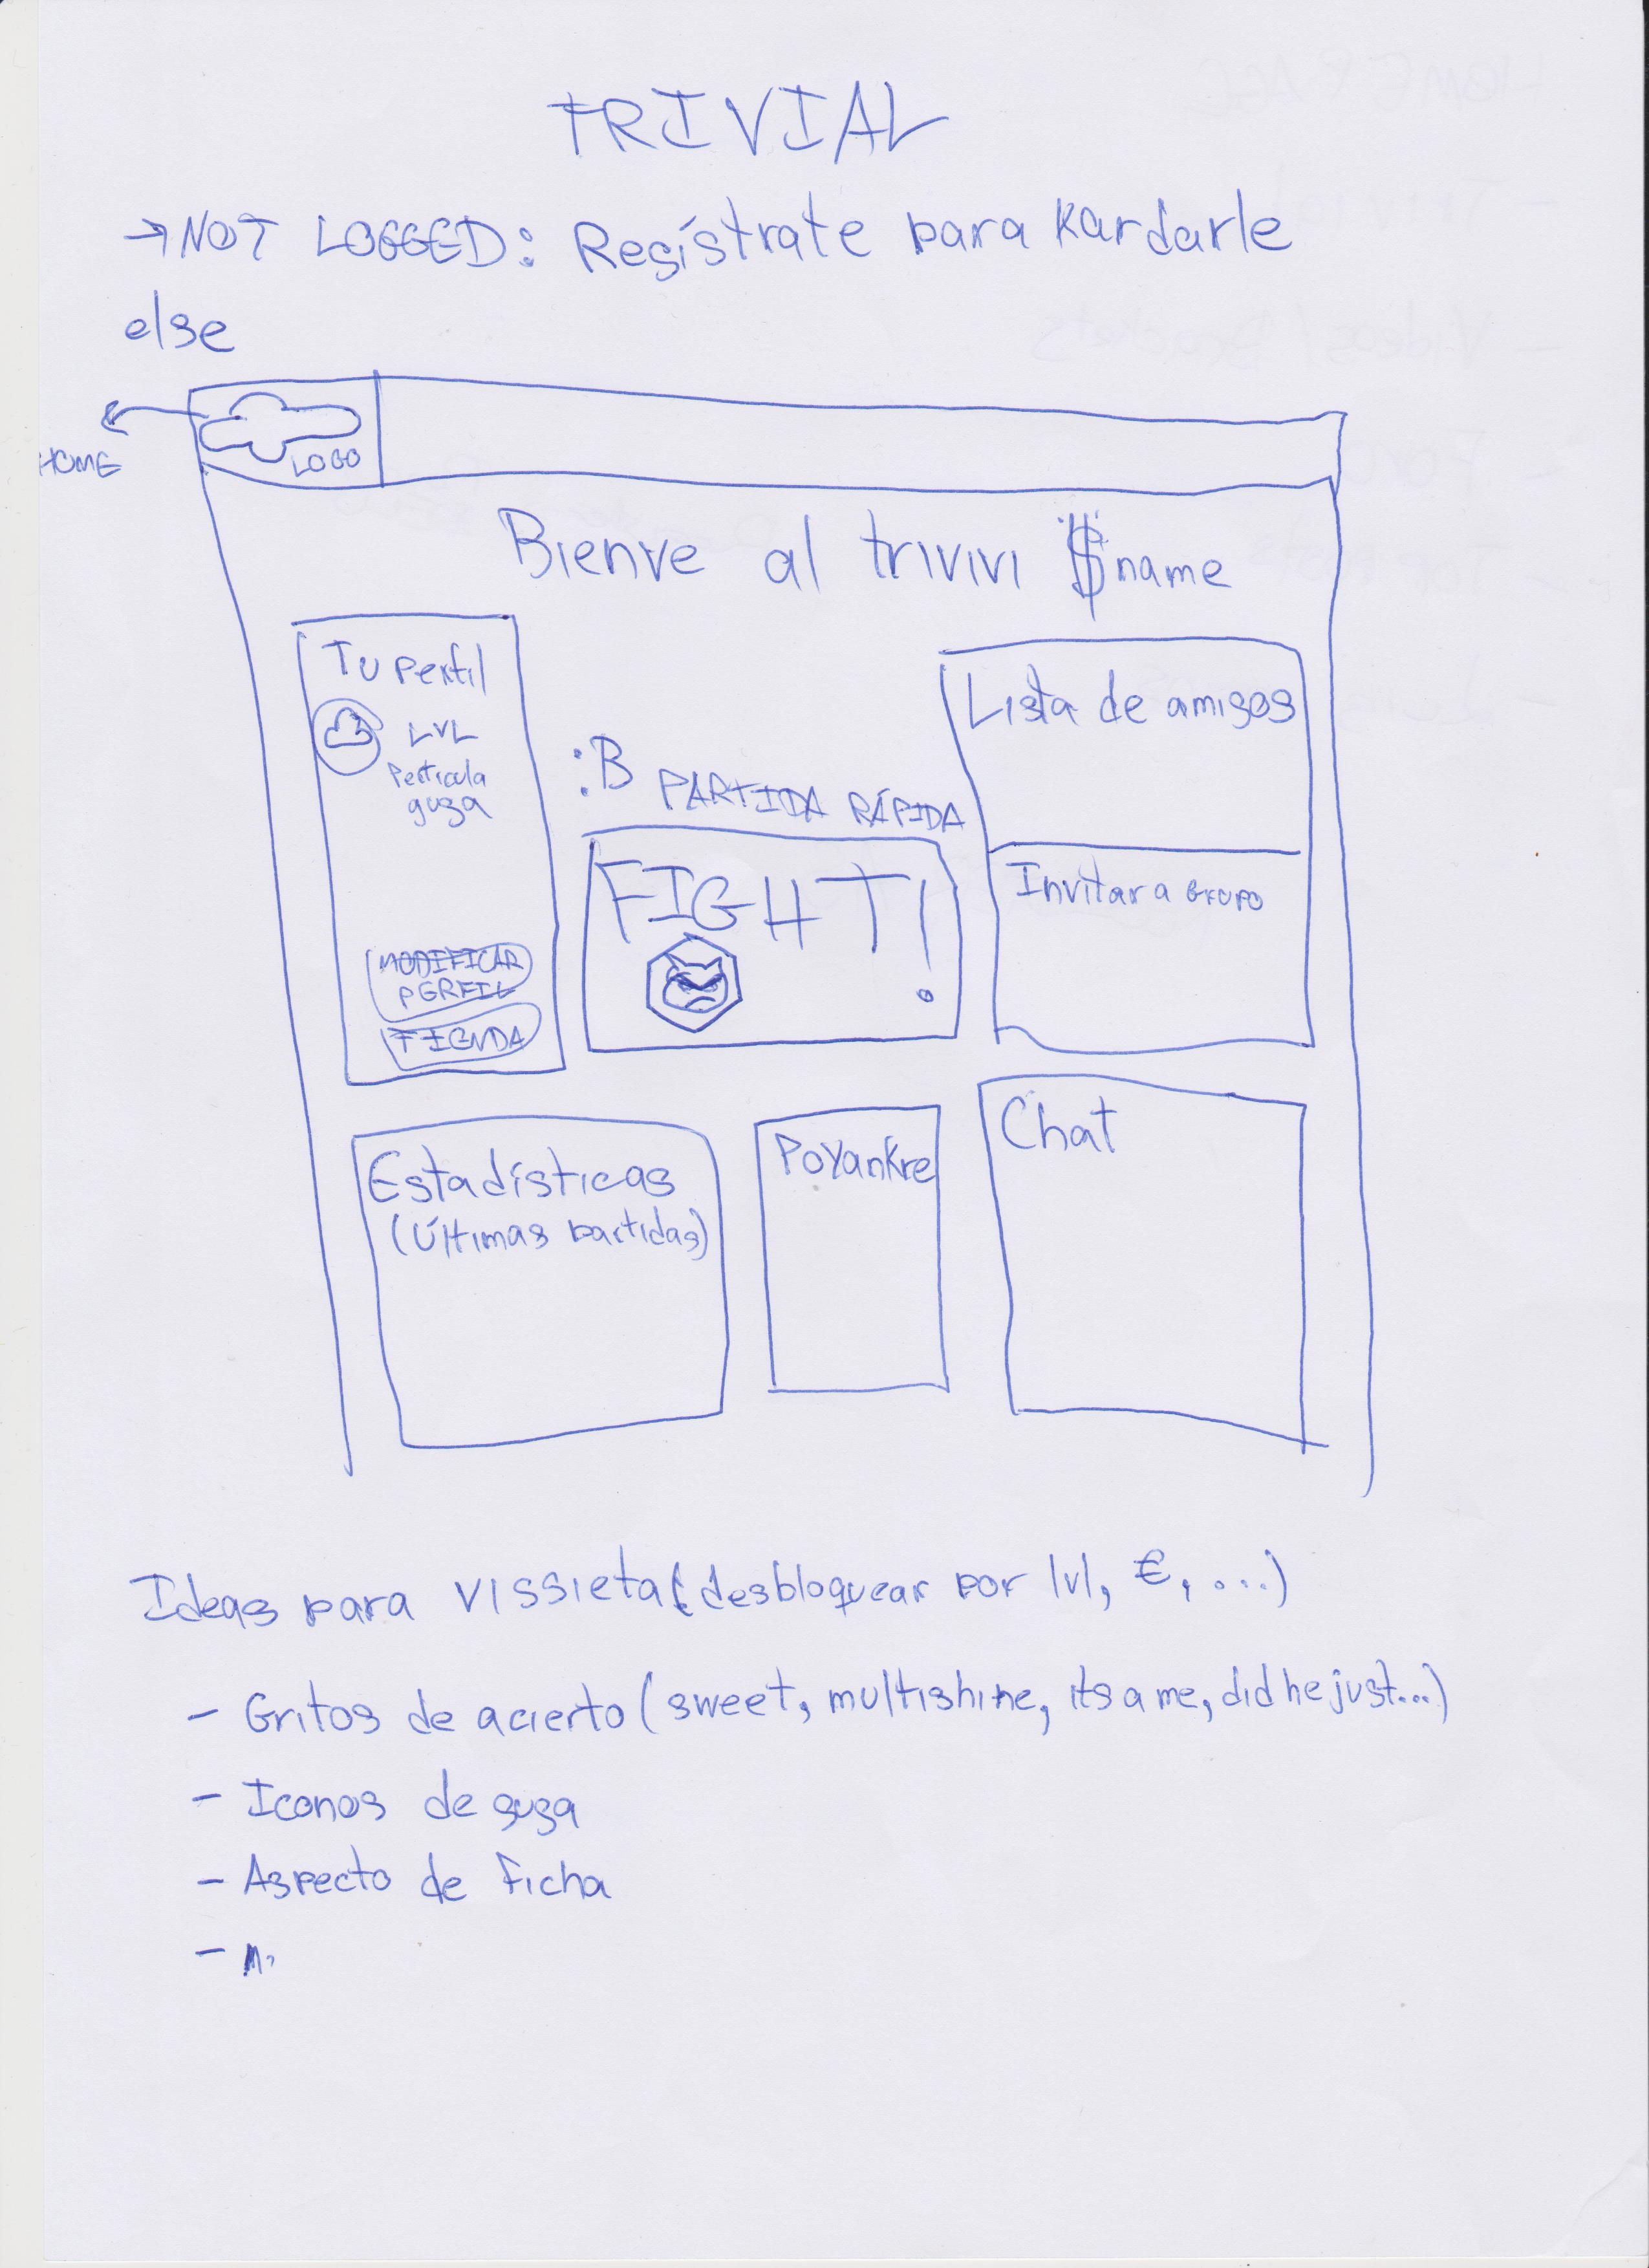 TRIVIAL
→ NOT LOGGED: Regístrate para kardarle
else
HOME
LOGO
Bienve al trivivi $name
Tu perfil
LVL
Pertícula
guga
MODIFICAR
PERFIL
TIENDA
:B PARTIDA RÁPIDA
FIGHT!
Lista de amigos
Invitar a grupo
Estadísticas
(Últimas partidas)
PoYankre
Chat
Ideas para vissieta (desbloquear por lvl, €, ...)
- Gritos de acierto (sweet, multishine, its a me, did he just...)
- Iconos de guga
- Aspecto de ficha
-